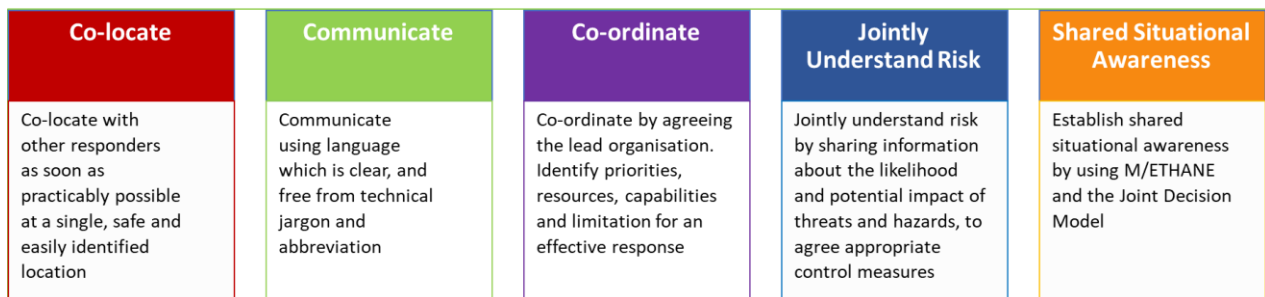 Co-locate
Co-locate with
other responders
as soon as
practicably possible
at a single, safe and
easily identified
location
Communicate
Communicate
using language
which is clear, and
free from technical
jargon and
abbreviation
Co-ordinate
Co-ordinate by agreeing
the lead organisation.
Identify priorities,
resources, capabilities
and limitation for an
effective response
Jointly
Understand Risk
Jointly understand risk
by sharing information
about the likelihood
and potential impact of
threats and hazards, to
agree appropriate
control measures
Shared Situational
Awareness
Establish shared
situational awareness
by using M/ETHANE
and the Joint Decision
Model